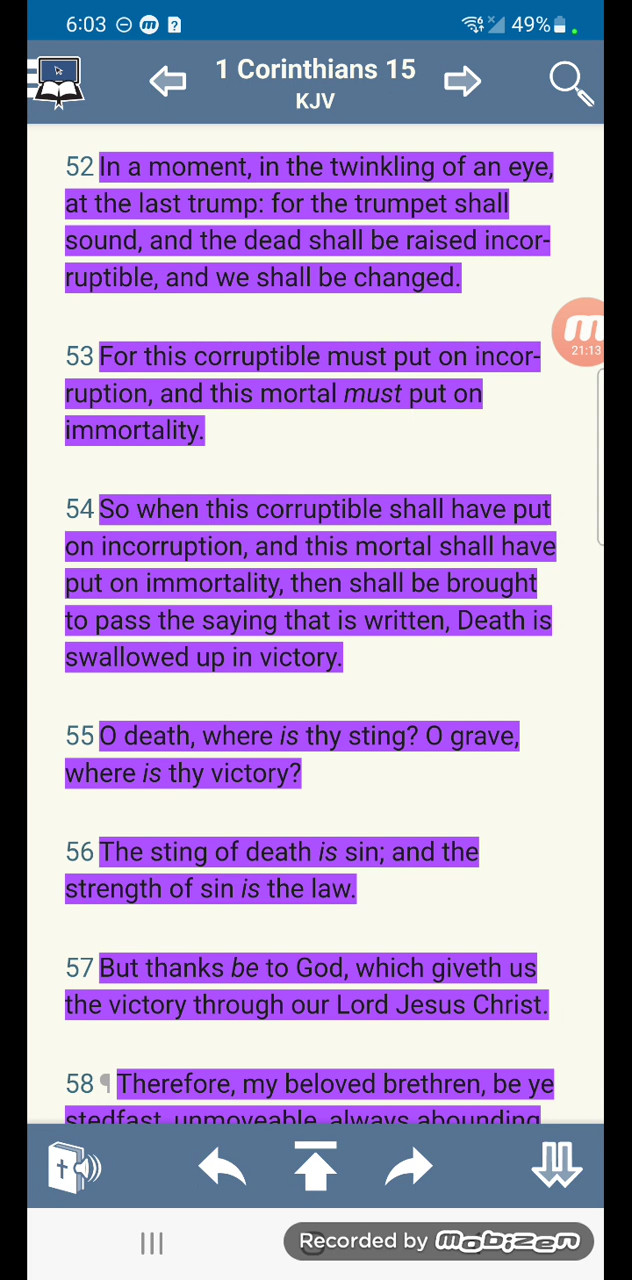 6:03
49%
1 Corinthians 15
KJV
52 In a moment, in the twinkling of an eye,
at the last trump: for the trumpet shall
sound, and the dead shall be raised incor-
ruptible, and we shall be changed.
21:13
53 For this corruptible must put on incor-
ruption, and this mortal must put on
immortality.
54 So when this corruptible shall have put
on incorruption, and this mortal shall have
put on immortality, then shall be brought
to pass the saying that is written, Death is
swallowed up in victory.
55 O death, where is thy sting? O grave,
where is thy victory?
56 The sting of death is sin; and the
strength of sin is the law.
57 But thanks be to God, which giveth us
the victory through our Lord Jesus Christ.
58 ¶ Therefore, my beloved brethren, be ye
stedfast, unmoveable, always abounding
Recorded by mobizen